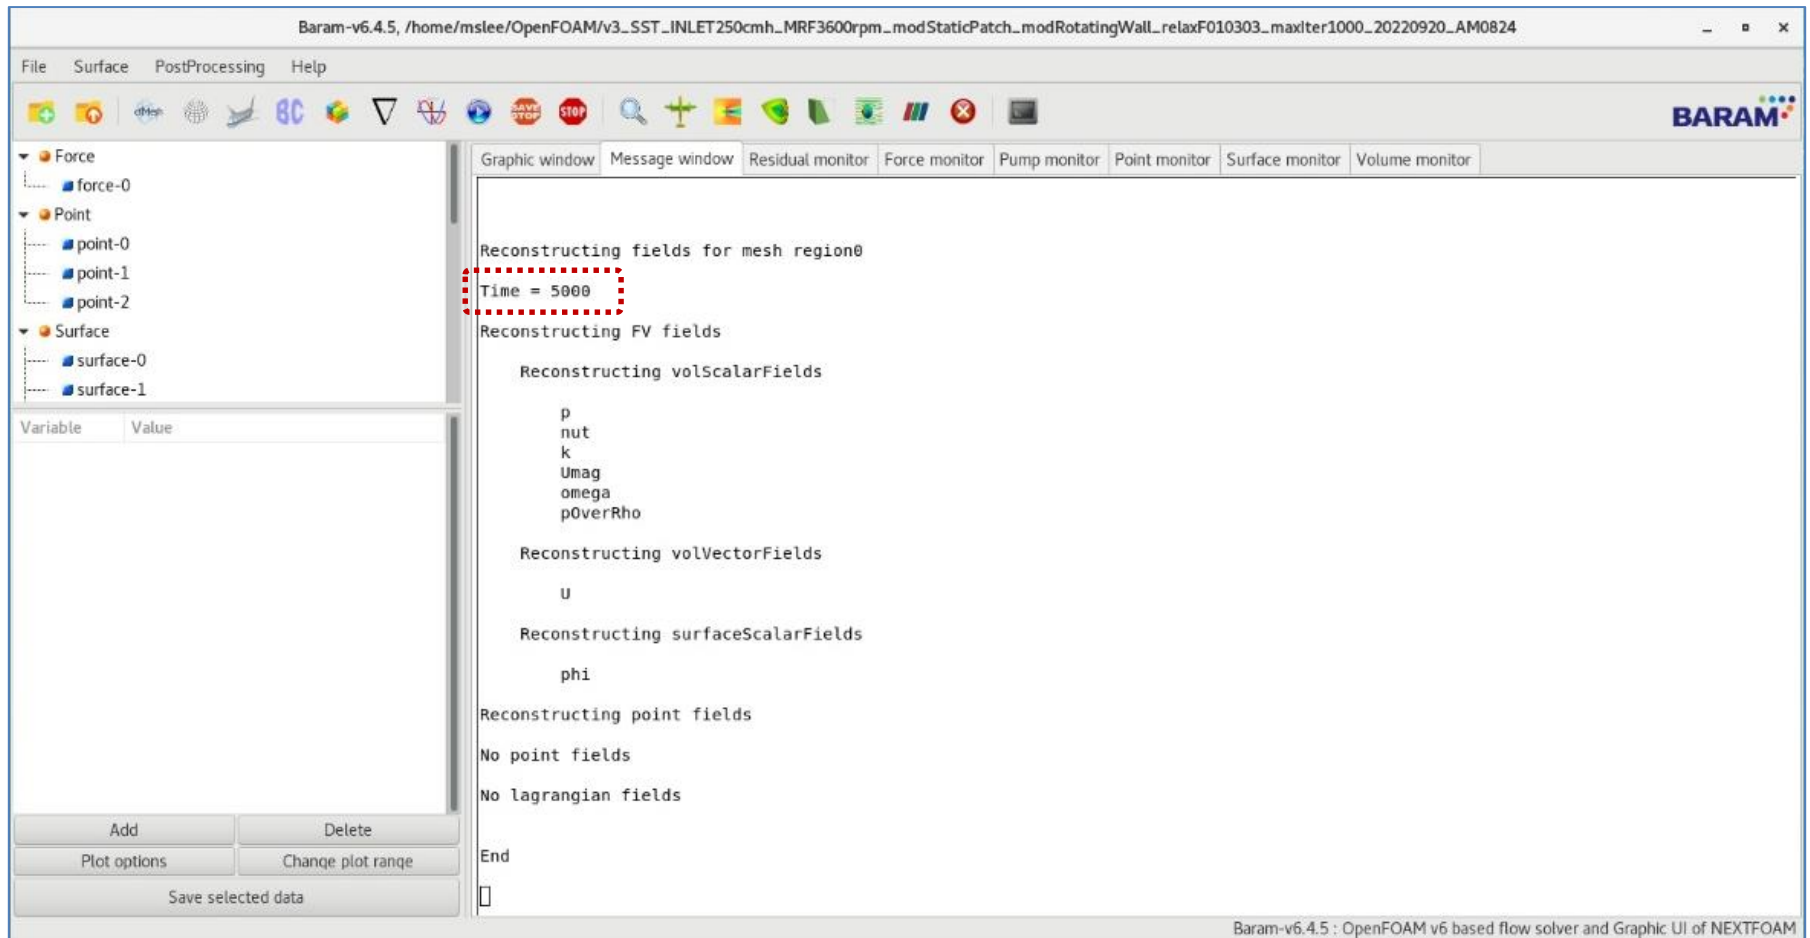 Baram-v6.4.5, /home/mslee/OpenFOAM/v3_SST_INLET250cmh_MRF3600rpm_modStaticPatch_modRotatingWall_relaxF010303_maxIter1000_20220920_AM0824
File Surface PostProcessing Help
BC SAVE STOP STOP
BARAM
Force
force-0
Point
point-0
point-1
point-2
Surface
surface-0
surface-1
Variable Value
Add Delete
Plot options Change plot range
Save selected data
Graphic window Message window Residual monitor Force monitor Pump monitor Point monitor Surface monitor Volume monitor
Reconstructing fields for mesh region0
Time = 5000
Reconstructing FV fields
Reconstructing volScalarFields
p
nut
k
Umag
omega
pOverRho
Reconstructing volVectorFields
U
Reconstructing surfaceScalarFields
phi
Reconstructing point fields
No point fields
No lagrangian fields
End
Baram-v6.4.5 : OpenFOAM v6 based flow solver and Graphic UI of NEXTFOAM